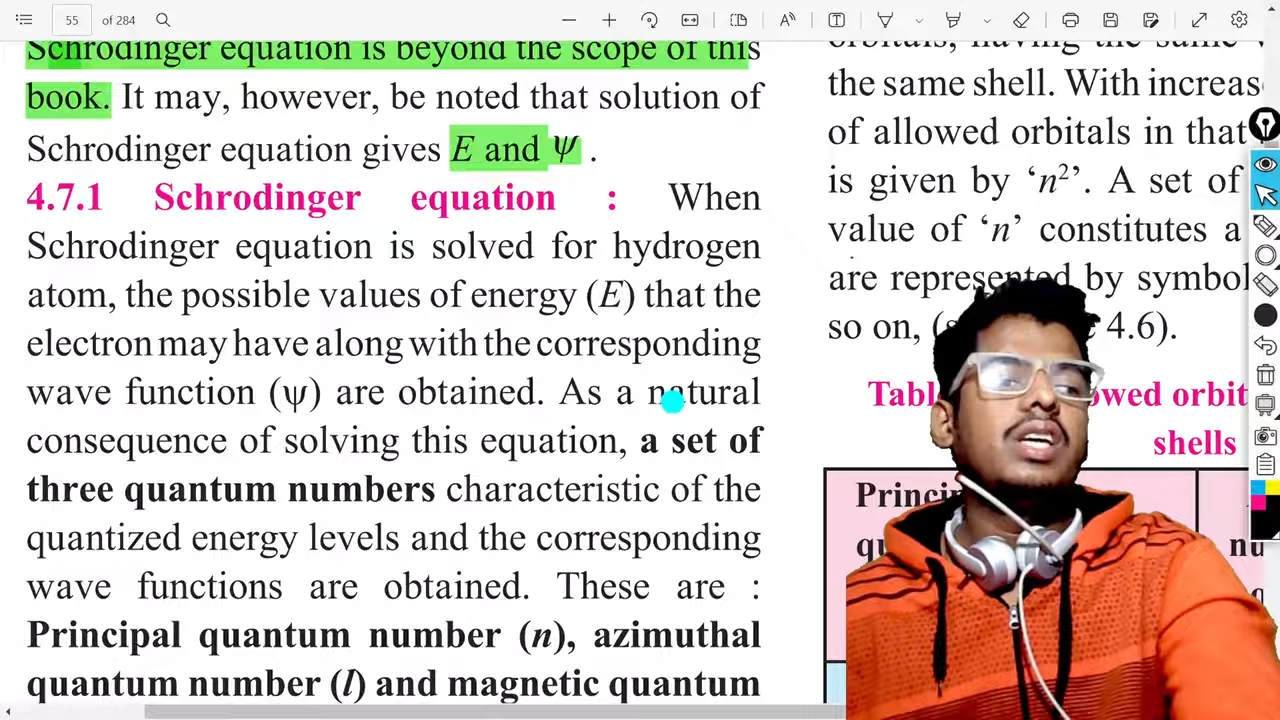 55 of 284
Schrodinger equation is beyond the scope of this
book. It may, however, be noted that solution of
Schrodinger equation gives E and ψ .
4.7.1 Schrodinger equation : When
Schrodinger equation is solved for hydrogen
atom, the possible values of energy (E) that the
electron may have along with the corresponding
wave function (ψ) are obtained. As a natural
consequence of solving this equation, a set of
three quantum numbers characteristic of the
quantized energy levels and the corresponding
wave functions are obtained. These are :
Principal quantum number (n), azimuthal
quantum number (l) and magnetic quantum
orbitals, having the same
the same shell. With
of allowed orbitals in that
is given by ‘n²’. A set of
value of ‘n’ constitutes a
are represented by
so on, 4.6).
shells